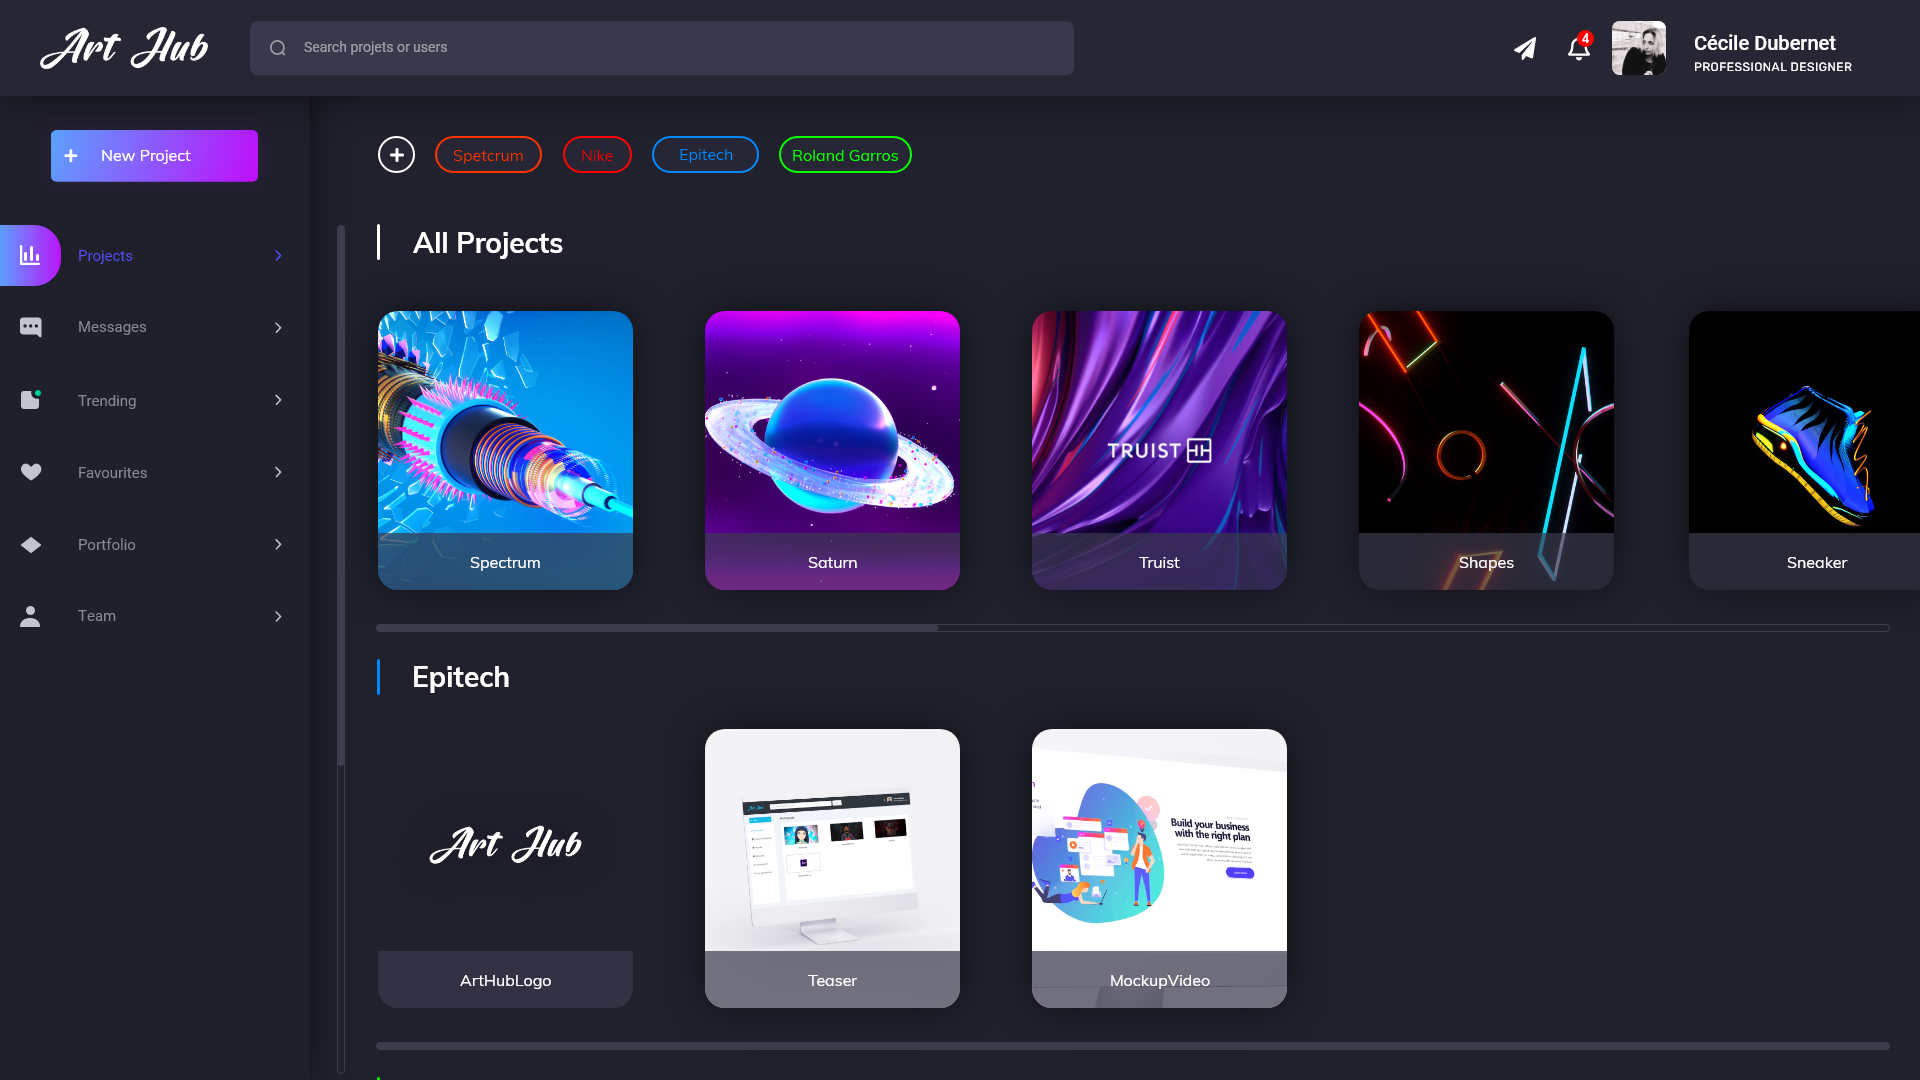 Art Hub
Search projets or users
4
Cécile Dubernet
PROFESSIONAL DESIGNER
New Project
Spetcrum
Nike
Epitech
Roland Garros
Projects
Messages
Trending
Favourites
Portfolio
Team
All Projects
TRUIST
Spectrum
Saturn
Truist
Shapes
Sneaker
Epitech
Art Hub
Art Hub
Build your business
with the right plan
ArtHubLogo
Teaser
MockupVideo